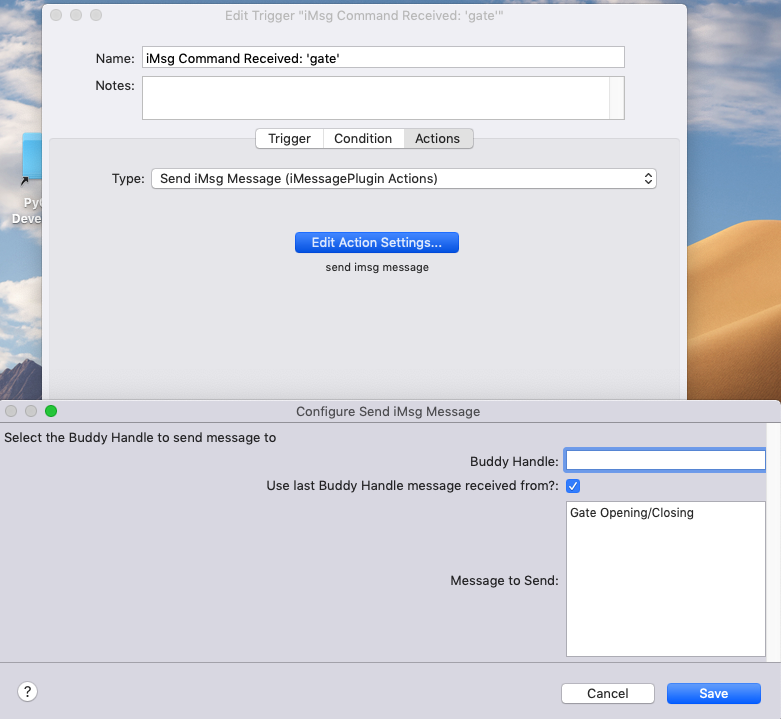 Edit Trigger "iMsg Command Received: 'gate'"
Name: iMsg Command Received: 'gate'
Notes:
Trigger Condition Actions
Type: Send iMsg Message (iMessagePlugin Actions)
Edit Action Settings...
send imsg message
Configure Send iMsg Message
Select the Buddy Handle to send message to
Buddy Handle:
Use last Buddy Handle message received from?:
Gate Opening/Closing
Message to Send:
?
Cancel Save